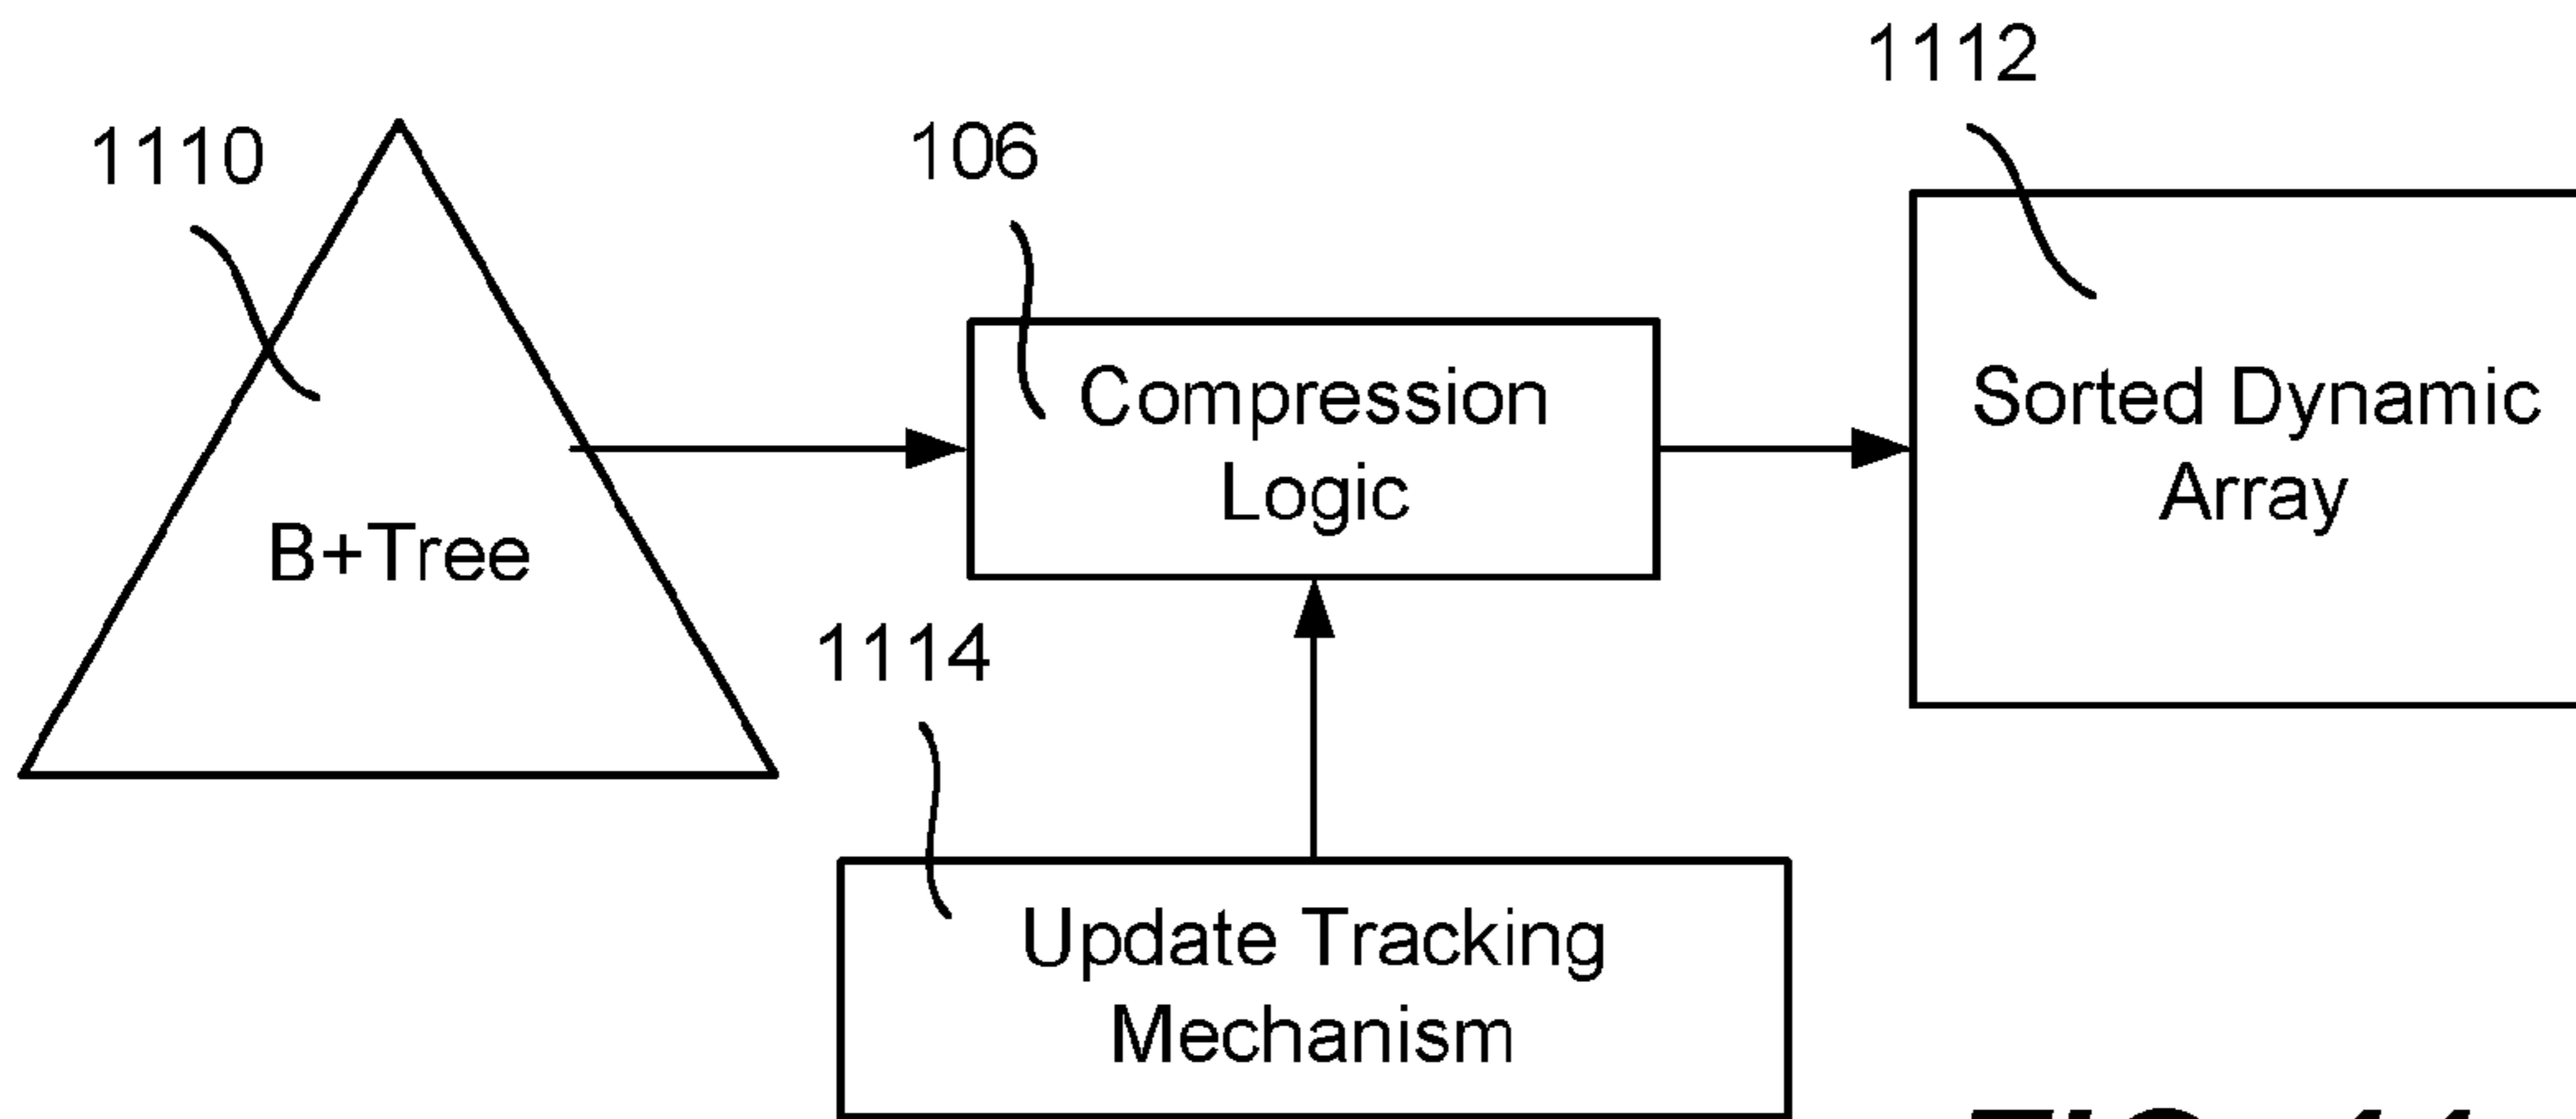 1112
1110
106
Compression
Logic
Sorted Dynamic
Array
B+Tree
1114
Update Tracking
Mechanism